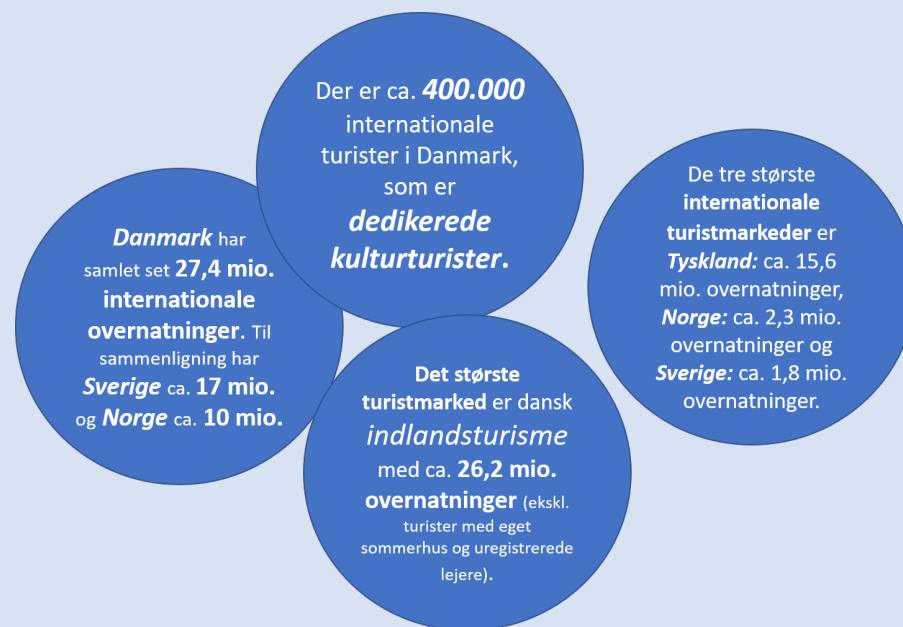 Der er ca. 400.000
internationale
turister i Danmark,
som er
dedikerede
kulturturister.
Danmark har
samlet set 27,4 mio.
internationale
overnatninger. Til
sammenligning har
Sverige ca. 17 mio.
og Norge ca. 10 mio.
De tre største
internationale
turistmarkeder er
Tyskland: ca. 15,6
mio. overnatninger,
Norge: ca. 2,3 mio.
overnatninger og
Sverige: ca. 1,8 mio.
overnatninger.
Det største
turistmarked er dansk
indlandsturisme
med ca. 26,2 mio.
overnatninger (ekskl.
turister med eget
sommerhus og uregistrerede
lejere).